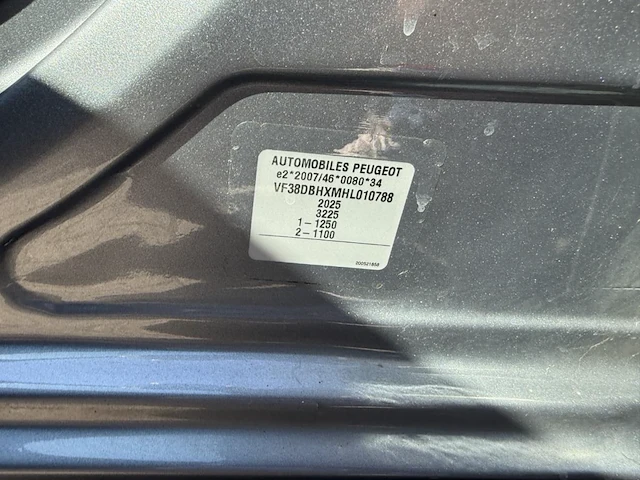 AUTOMOBILES PEUGEOT
e2*2007/46*0080*34
VF38DBHXMHL010788
2025
3225
1-1250
2-1100